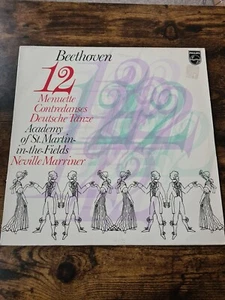 Beethoven
12
Menuette
Contredanses
Deutsche Tänze
Academy
of St. Martin-
in-the-Fields
Neville Marriner
PHILIPS